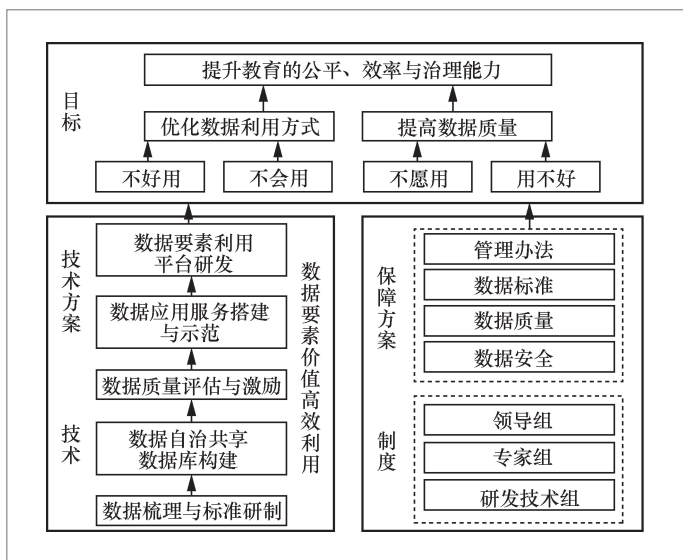 目标
提升教育的公平、效率与治理能力
优化数据利用方式
提高数据质量
不好用
不会用
不愿用
用不好
技术方案
数据要素利用
平台研发
数据应用服务搭建
与示范
数据质量评估与激励
技术
数据自治共享
数据库构建
数据梳理与标准研制
数据要素价值高效利用
保障方案
管理办法
数据标准
数据质量
数据安全
制度
领导组
专家组
研发技术组